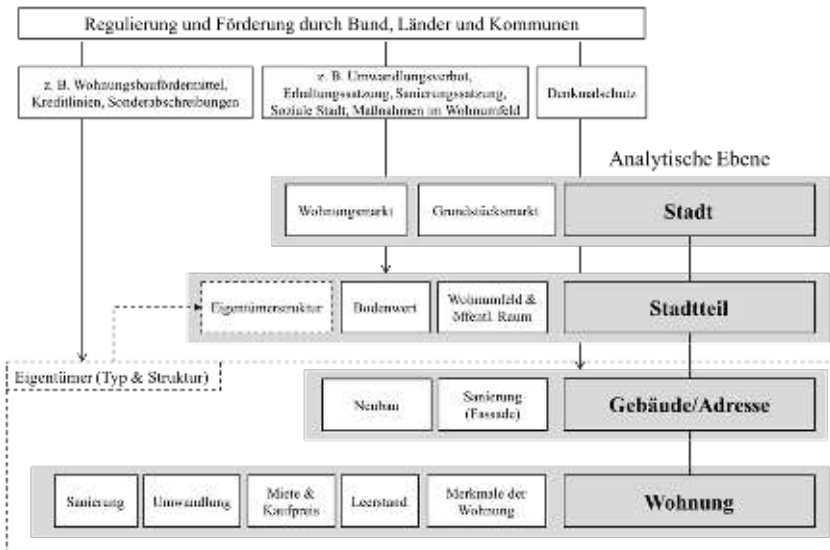 Regulierung und Förderung durch Bund, Länder und Kommunen
z. B. Wohnungsbaufördermittel,
Kreditlinien, Sonderabschreibungen
z. B. Umwandlungsverbot,
Erhaltungssatzung, Sanierungssatzung,
Soziale Stadt, Maßnahmen im Wohnumfeld
Denkmalschutz
Analytische Ebene
Wohnungsmarkt
Grundstücksmarkt
Stadt
Eigentümerstruktur
Bodenwert
Wohnumfeld &
öffentl. Raum
Stadtteil
Eigentümer (Typ & Struktur)
Neubau
Sanierung
(Fassade)
Gebäude/Adresse
Sanierung
Umwandlung
Miete &
Kaufpreis
Leerstand
Merkmale der
Wohnung
Wohnung